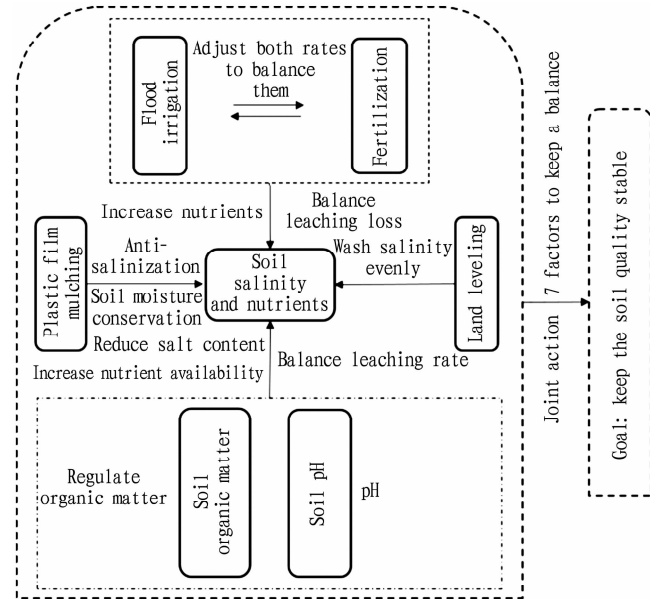 Flood
irrigation
Adjust both rates
to balance
them
Fertilization
Increase nutrients
Balance
leaching loss
Plastic film
mulching
Anti-
salinization
Soil moisture
conservation
Soil
salinity
and nutrients
Wash salinity
evenly
Land leveling
Reduce salt content
Increase nutrient availability
Balance leaching rate
Regulate
organic matter
Soil
organic matter
Soil pH
pH
Joint action 7 factors to keep a balance
Goal: keep the soil quality stable